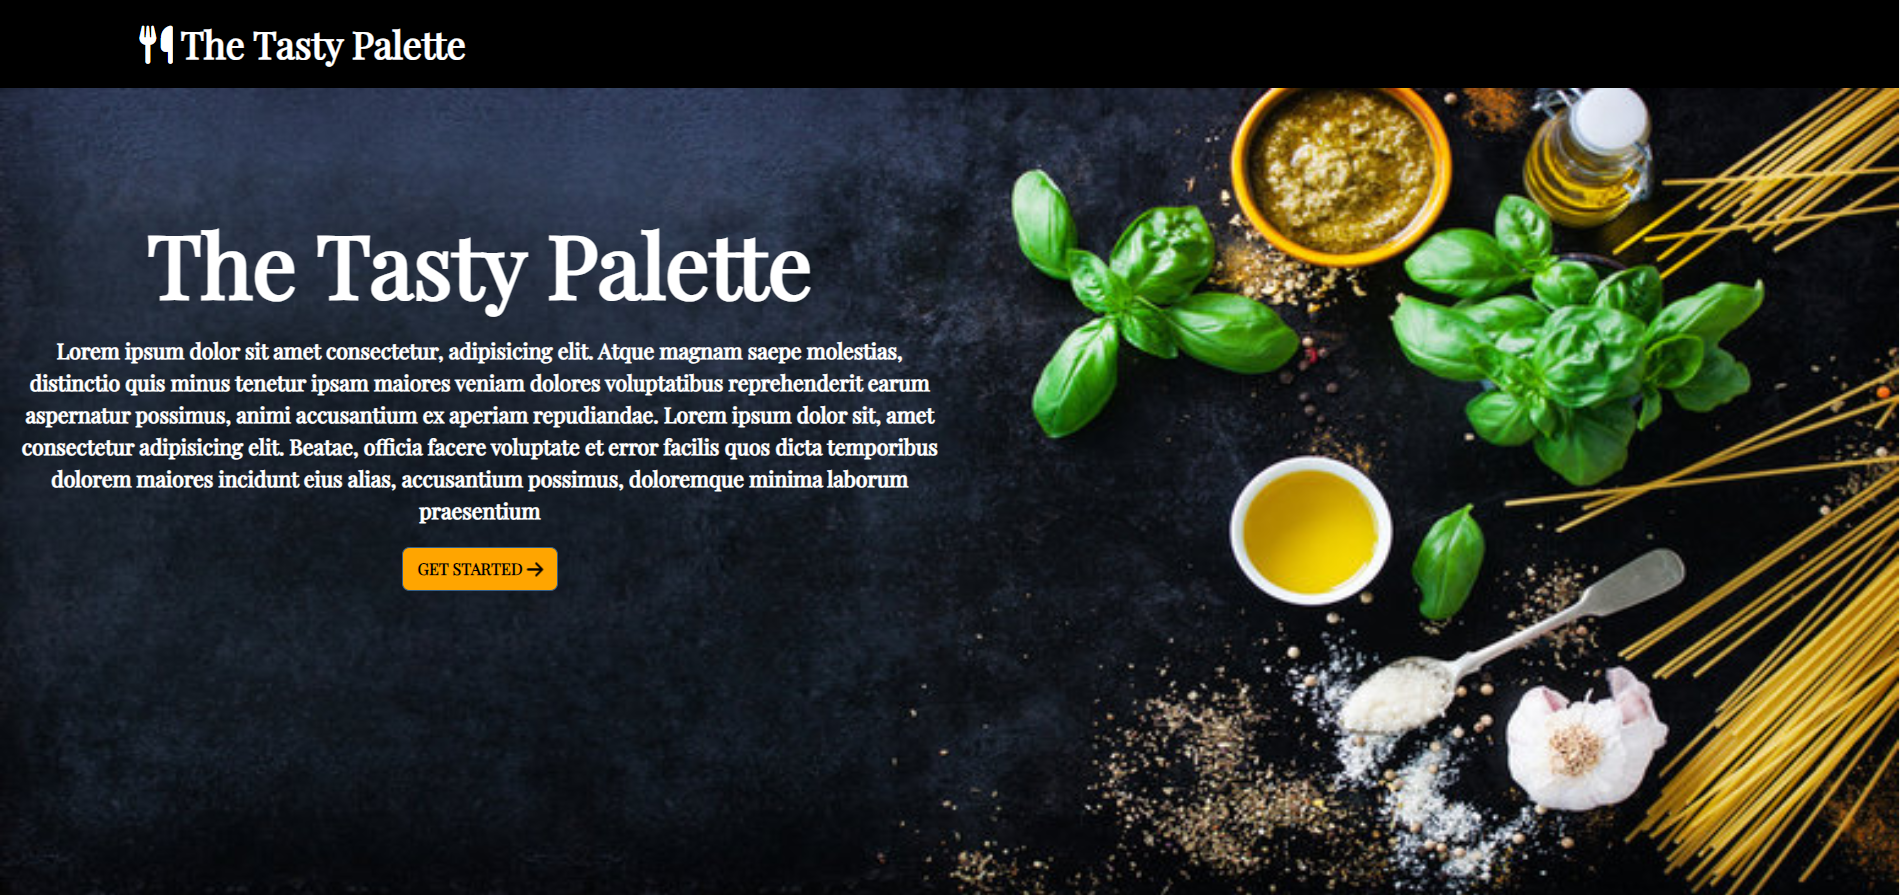 The Tasty Palette
The Tasty Palette
Lorem ipsum dolor sit amet consectetur, adipisicing elit. Atque magnam saepe molestias,
distinctio quis minus tenetur ipsam maiores veniam dolores voluptatibus reprehenderit earum
aspernatur possimus, animi accusantium ex aperiam repudiandae. Lorem ipsum dolor sit, amet
consectetur adipisicing elit. Beatae, officia facere voluptate et error facilis quos dicta temporibus
dolorem maiores incidunt eius alias, accusantium possimus, doloremque minima laborum
praesentium
GET STARTED →